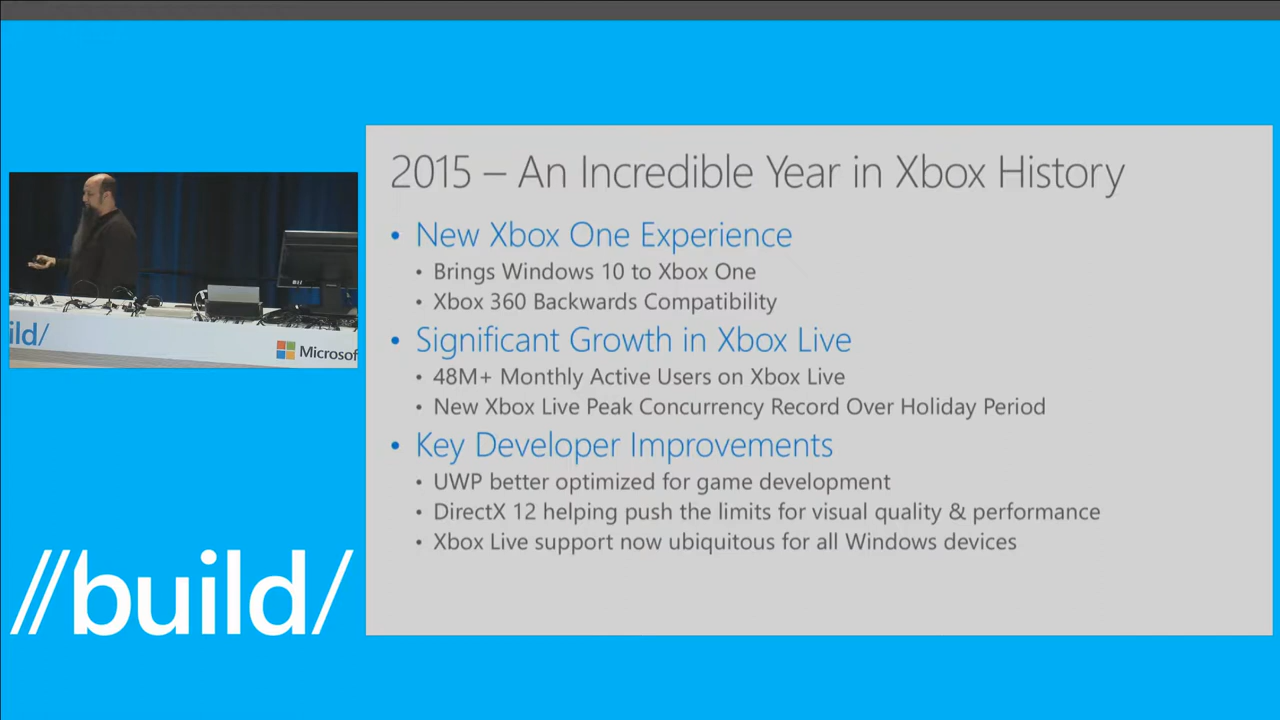 2015 – An Incredible Year in Xbox History
• New Xbox One Experience
• Brings Windows 10 to Xbox One
• Xbox 360 Backwards Compatibility
• Significant Growth in Xbox Live
• 48M+ Monthly Active Users on Xbox Live
• New Xbox Live Peak Concurrency Record Over Holiday Period
• Key Developer Improvements
• UWP better optimized for game development
• DirectX 12 helping push the limits for visual quality & performance
• Xbox Live support now ubiquitous for all Windows devices
ild/
Microsof
//build/